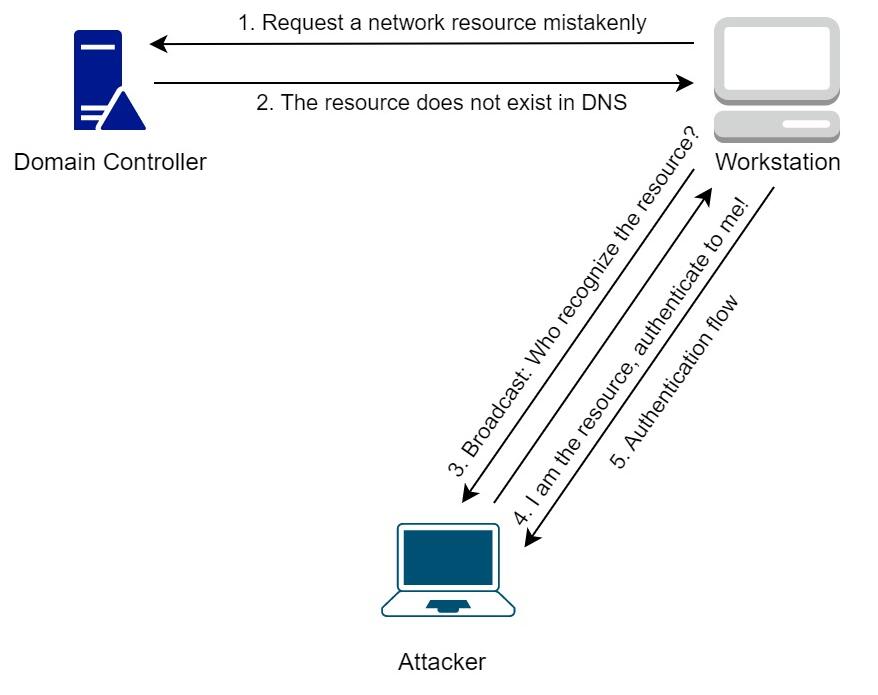 1. Request a network resource mistakenly
2. The resource does not exist in DNS
Domain Controller
Workstation
3. Broadcast: Who recognize the resource?
4. I am the resource, authenticate to me!
5. Authentication flow
Attacker